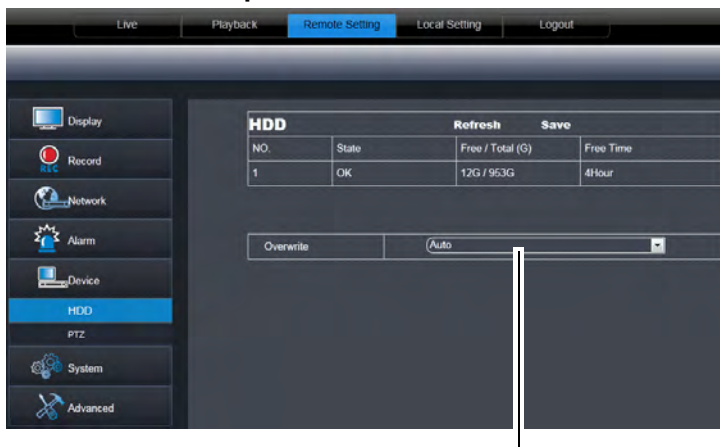 Live Playback Remote Setting Local Setting Logout
Display
Record
REC
Network
Alarm
Device
HDD
PTZ
System
Advanced
HDD Refresh Save
NO. State Free / Total (G) Free Time
1 OK 12G / 953G 4Hour
Overwrite Auto